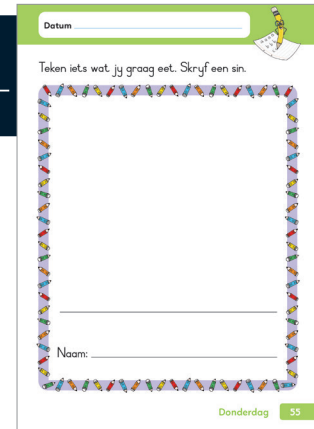 Datum
Teken iets wat jy graag eet. Skryf een sin.
Naam:
Donderdag 55